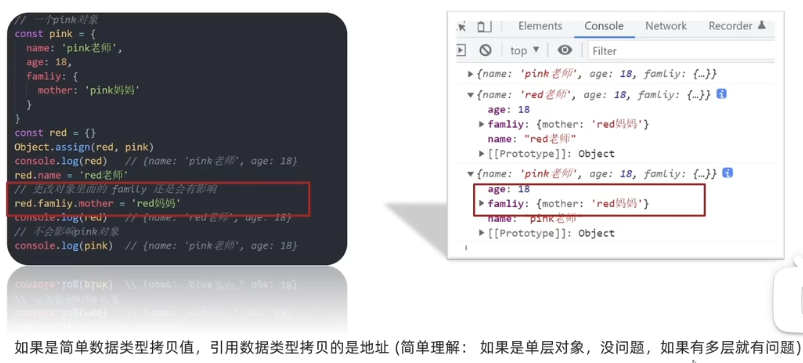 // 一个pink对象
const pink = {
name: 'pink老师',
age: 18,
famliy: {
mother: 'pink妈妈'
}
}
const red = {}
Object.assign(red, pink)
console.log(red) // {name: 'pink老师', age: 18}
red.name = 'red老师'
// 更改对象里面的 family 还是会有影响
red.famliy.mother = 'red妈妈'
console.log(red) // {name: 'red老师', age: 18}
// 不会影响pink对象
console.log(pink) // {name: 'pink老师', age: 18}
Elements Console Network Recorder
top Filter
{name: 'pink老师', age: 18, famliy: {…}}
{name: 'red老师', age: 18, famliy: {…}}
age: 18
famliy: {mother: 'red妈妈'}
name: "red老师"
[[Prototype]]: Object
{name: 'pink老师', age: 18, famliy: {…}}
age: 18
famliy: {mother: 'red妈妈'}
name: "pink老师"
[[Prototype]]: Object
如果是简单数据类型拷贝值，引用数据类型拷贝的是地址 (简单理解： 如果是单层对象，没问题，如果有多层就有问题)